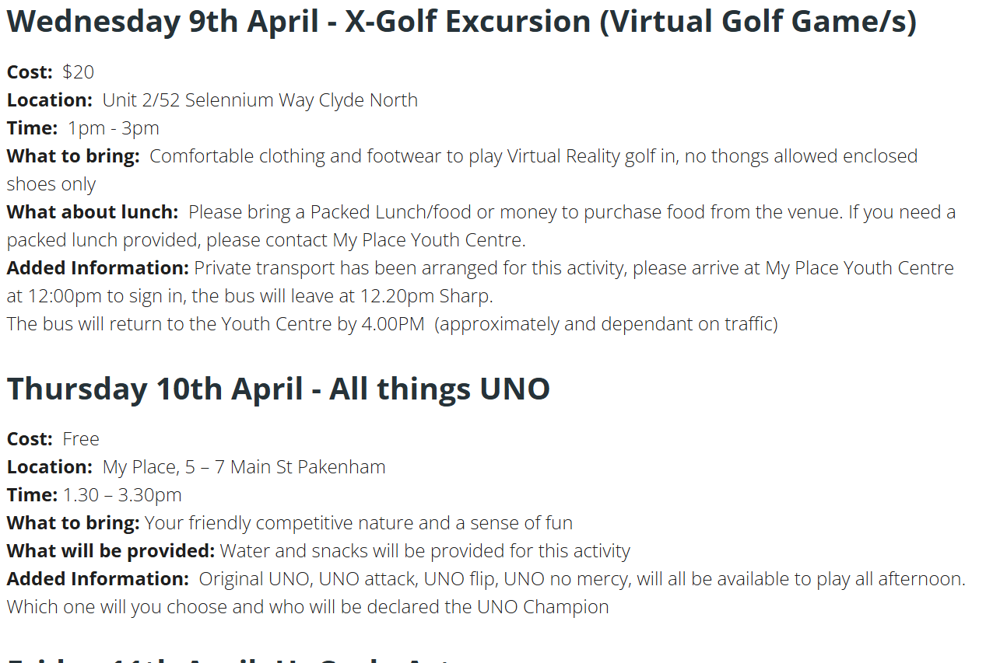 Wednesday 9th April - X-Golf Excursion (Virtual Golf Game/s)
Cost: $20
Location: Unit 2/52 Selennium Way Clyde North
Time: 1pm - 3pm
What to bring: Comfortable clothing and footwear to play Virtual Reality golf in, no thongs allowed enclosed
shoes only
What about lunch: Please bring a Packed Lunch/food or money to purchase food from the venue. If you need a
packed lunch provided, please contact My Place Youth Centre.
Added Information: Private transport has been arranged for this activity, please arrive at My Place Youth Centre
at 12:00pm to sign in, the bus will leave at 12.20pm Sharp.
The bus will return to the Youth Centre by 4.00PM (approximately and dependant on traffic)
Thursday 10th April - All things UNO
Cost: Free
Location: My Place, 5 – 7 Main St Pakenham
Time: 1.30 – 3.30pm
What to bring: Your friendly competitive nature and a sense of fun
What will be provided: Water and snacks will be provided for this activity
Added Information: Original UNO, UNO attack, UNO flip, UNO no mercy, will all be available to play all afternoon.
Which one will you choose and who will be declared the UNO Champion